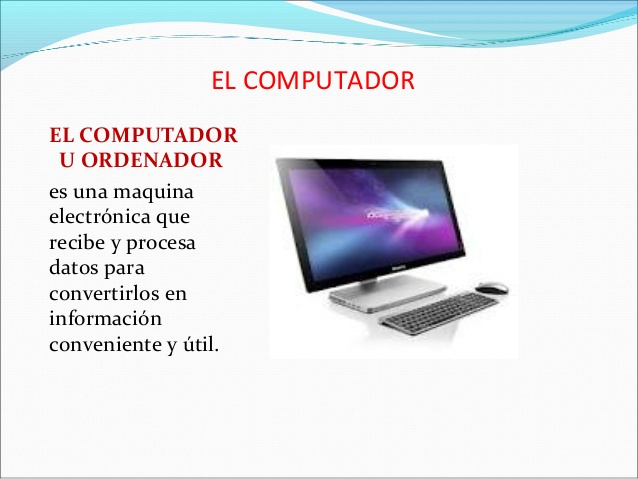 EL COMPUTADOR
EL COMPUTADOR
U ORDENADOR
es una maquina
electrónica que
recibe y procesa
datos para
convertirlos en
información
conveniente y útil.